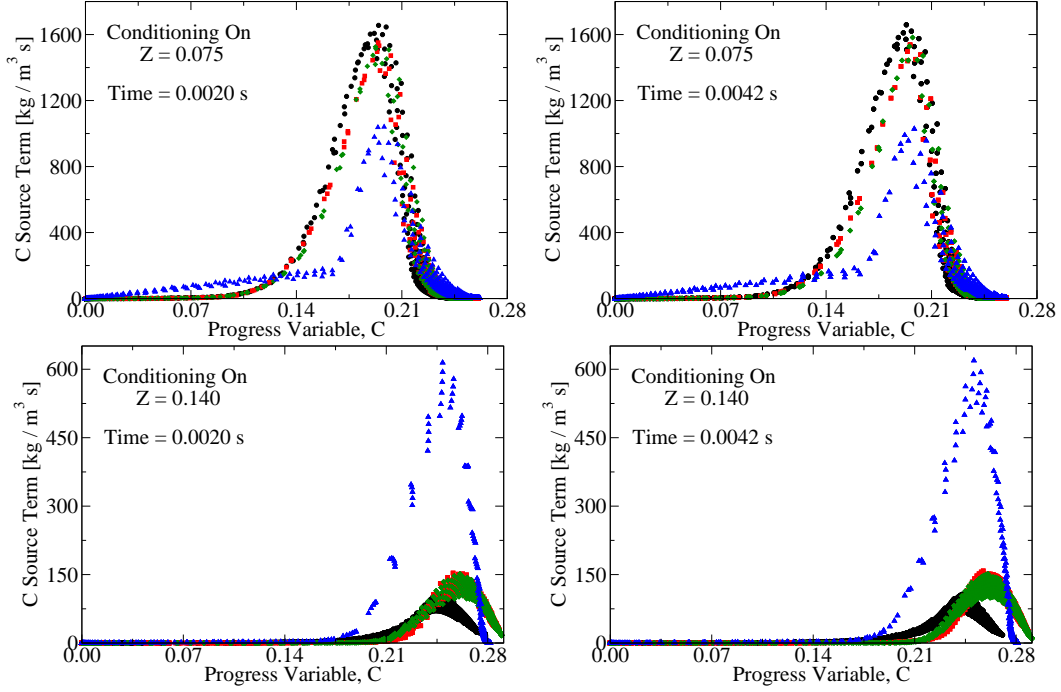 C Source Term [kg / m³ s]
1600
1200
800
400
0
Conditioning On
Z = 0.075
Time = 0.0020 s
0.00
0.07
0.14
0.21
0.28
Progress Variable, C
C Source Term [kg / m³ s]
1600
1200
800
400
0
Conditioning On
Z = 0.075
Time = 0.0042 s
0.00
0.07
0.14
0.21
0.28
Progress Variable, C
C Source Term [kg / m³ s]
600
450
300
150
0
Conditioning On
Z = 0.140
Time = 0.0020 s
0.00
0.07
0.14
0.21
0.28
Progress Variable, C
C Source Term [kg / m³ s]
600
450
300
150
0
Conditioning On
Z = 0.140
Time = 0.0042 s
0.00
0.07
0.14
0.21
0.28
Progress Variable, C